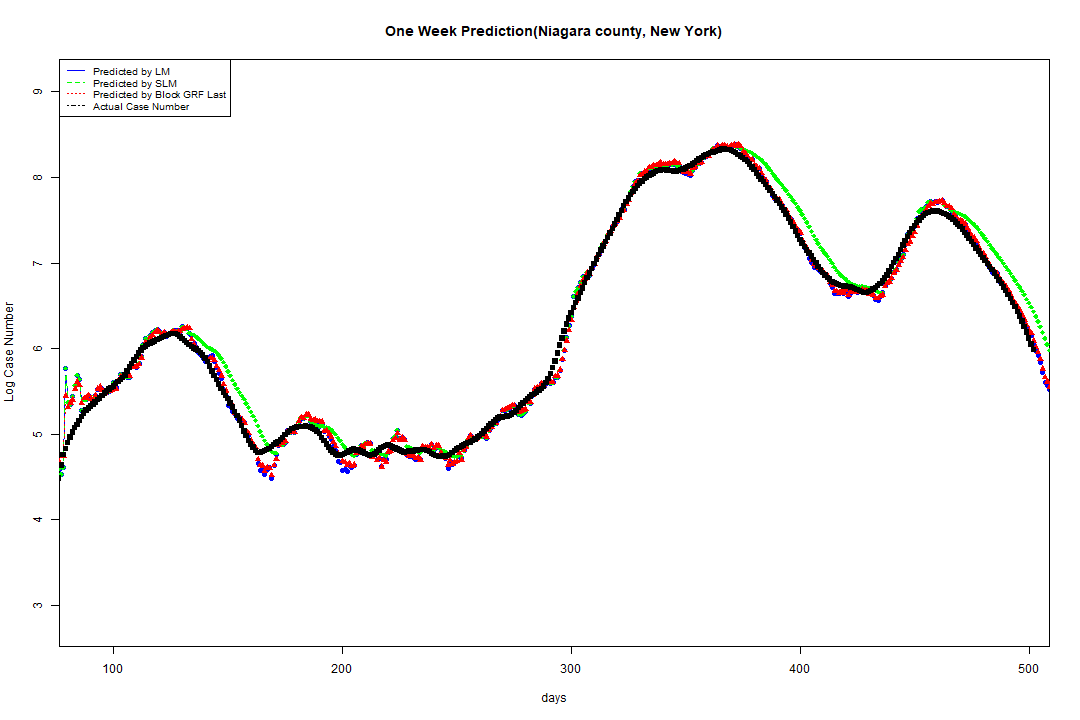 One Week Prediction(Niagara county, New York)
Predicted by LM
Predicted by SLM
Predicted by Block GRF Last
Actual Case Number
9
8
7
6
5
4
3
Log Case Number
100 200 300 400 500
days